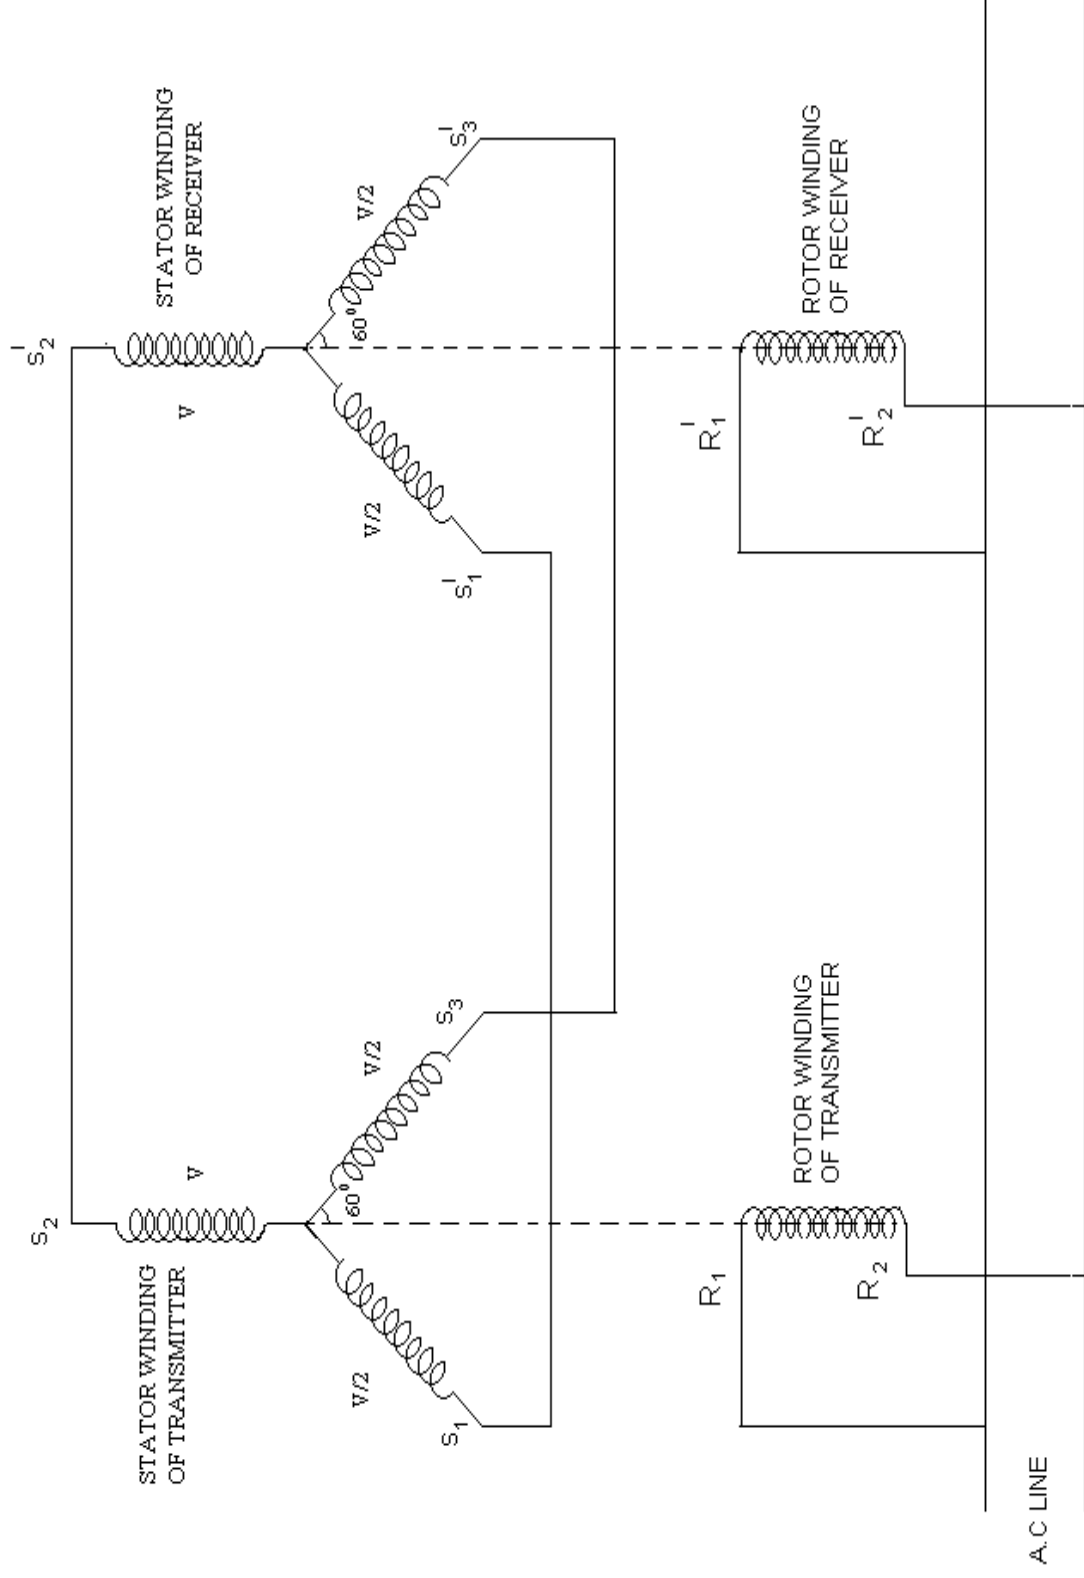 STATOR WINDING
OF TRANSMITTER
S2
V
V/2
60°
V/2
S1
S3
STATOR WINDING
OF RECEIVER
S'2
V
V/2
60°
V/2
S'1
S'3
R1
R2
ROTOR WINDING
OF TRANSMITTER
R'1
R'2
ROTOR WINDING
OF RECEIVER
A.C LINE